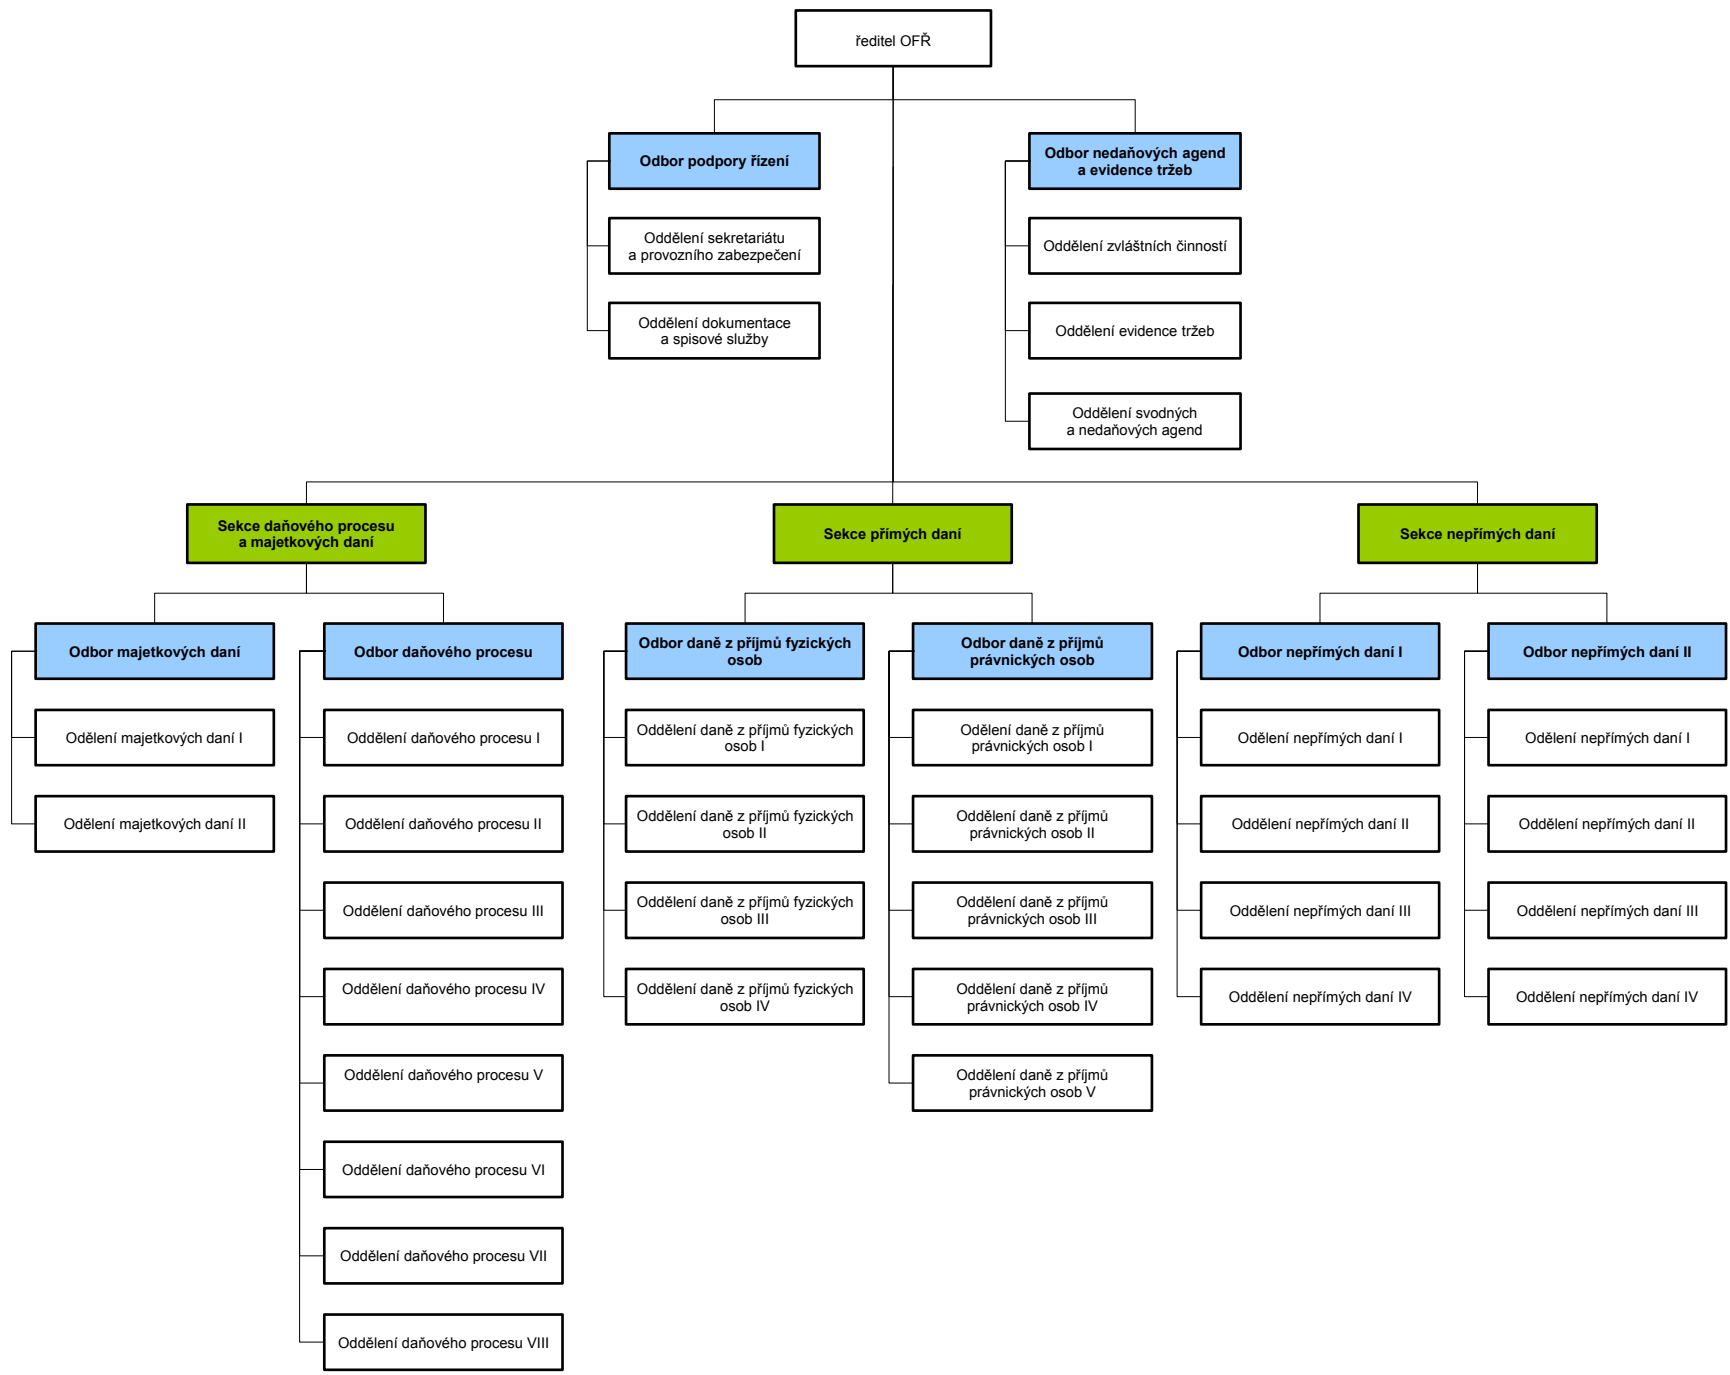 ředitel OFŘ
Odbor podpory řízení
Oddělení sekretariátu
a provozního zabezpečení
Oddělení dokumentace
a spisové služby
Odbor nedaňových agend
a evidence tržeb
Oddělení zvláštních činností
Oddělení evidence tržeb
Oddělení svodných
a nedaňových agend
Sekce daňového procesu
a majetkových daní
Sekce přímých daní
Sekce nepřímých daní
Odbor majetkových daní
Odělení majetkových daní I
Odělení majetkových daní II
Odbor daňového procesu
Oddělení daňového procesu I
Oddělení daňového procesu II
Oddělení daňového procesu III
Oddělení daňového procesu IV
Oddělení daňového procesu V
Oddělení daňového procesu VI
Oddělení daňového procesu VII
Oddělení daňového procesu VIII
Odbor daně z příjmů fyzických
osob
Oddělení daně z příjmů fyzických
osob I
Oddělení daně z příjmů fyzických
osob II
Oddělení daně z příjmů fyzických
osob III
Oddělení daně z příjmů fyzických
osob IV
Odbor daně z příjmů
právnických osob
Odělení daně z příjmů
právnických osob I
Oddělení daně z příjmů
právnických osob II
Oddělení daně z příjmů
právnických osob III
Oddělení daně z příjmů
právnických osob IV
Oddělení daně z příjmů
právnických osob V
Odbor nepřímých daní I
Odělení nepřímých daní I
Oddělení nepřímých daní II
Oddělení nepřímých daní III
Oddělení nepřímých daní IV
Odbor nepřímých daní II
Odělení nepřímých daní I
Oddělení nepřímých daní II
Oddělení nepřímých daní III
Oddělení nepřímých daní IV